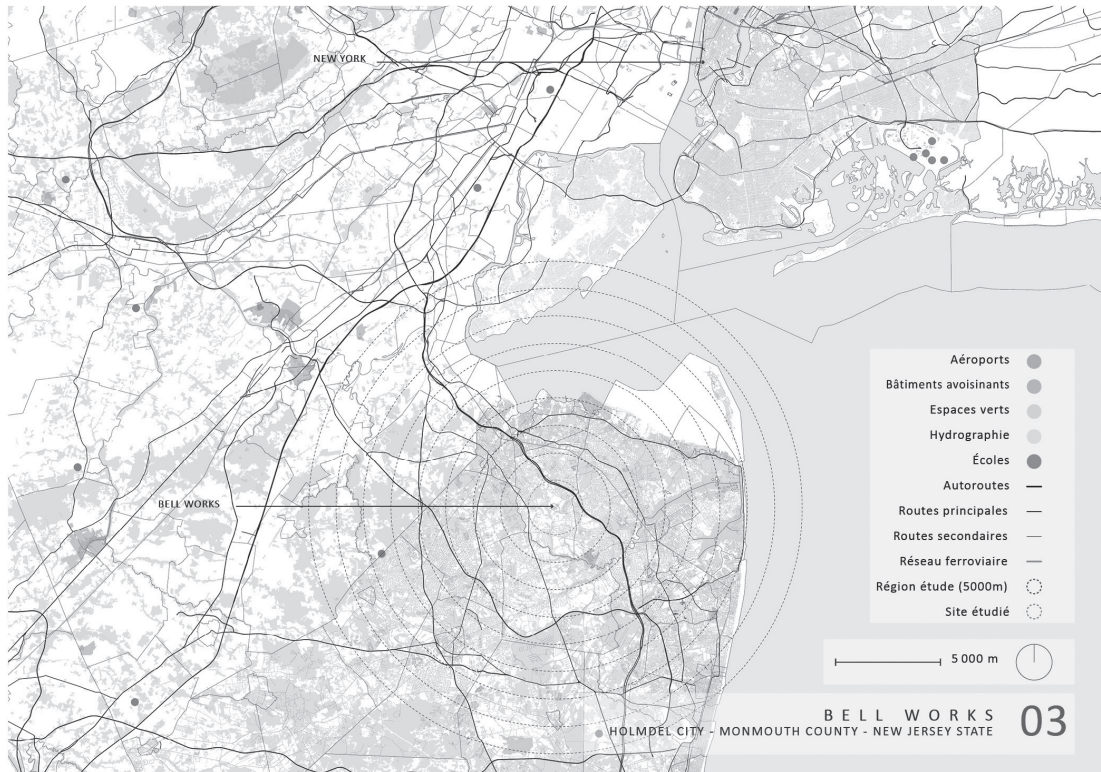 NEW YORK
BELL WORKS
Aéroports
Bâtiments avoisinants
Espaces verts
Hydrographie
Écoles
Autoroutes
Routes principales
Routes secondaires
Réseau ferroviaire
Région étude (5000m)
Site étudié
5 000 m
BELL WORKS
HOLMDEL CITY - MONMOUTH COUNTY - NEW JERSEY STATE
03